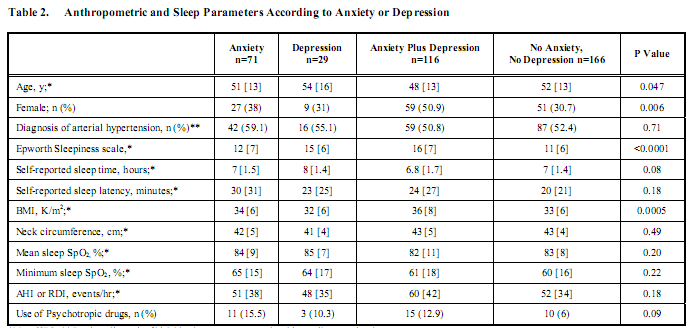 Table 2. Anthropometric and Sleep Parameters According to Anxiety or Depression
Anxiety n=71 Depression n=29 Anxiety Plus Depression n=116 No Anxiety, No Depression n=166 P Value
Age, y;* 51 [13] 54 [16] 48 [13] 52 [13] 0.047
Female; n (%) 27 (38) 9 (31) 59 (50.9) 51 (30.7) 0.006
Diagnosis of arterial hypertension, n (%)** 42 (59.1) 16 (55.1) 59 (50.8) 87 (52.4) 0.71
Epworth Sleepiness scale,* 12 [7] 15 [6] 16 [7] 11 [6] <0.0001
Self-reported sleep time, hours;* 7 [1.5] 8 [1.4] 6.8 [1.7] 7 [1.4] 0.08
Self-reported sleep latency, minutes;* 30 [31] 23 [25] 24 [27] 20 [21] 0.18
BMI, K/m²;* 34 [6] 32 [6] 36 [8] 33 [6] 0.0005
Neck circumference, cm;* 42 [5] 41 [4] 43 [5] 43 [4] 0.49
Mean sleep SpO₂, %;* 84 [9] 85 [7] 82 [11] 83 [8] 0.20
Minimum sleep SpO₂, %;* 65 [15] 64 [17] 61 [18] 60 [16] 0.22
AHI or RDI, events/hr;* 51 [38] 48 [35] 60 [42] 52 [34] 0.18
Use of Psychotropic drugs, n (%) 11 (15.5) 3 (10.3) 15 (12.9) 10 (6) 0.09